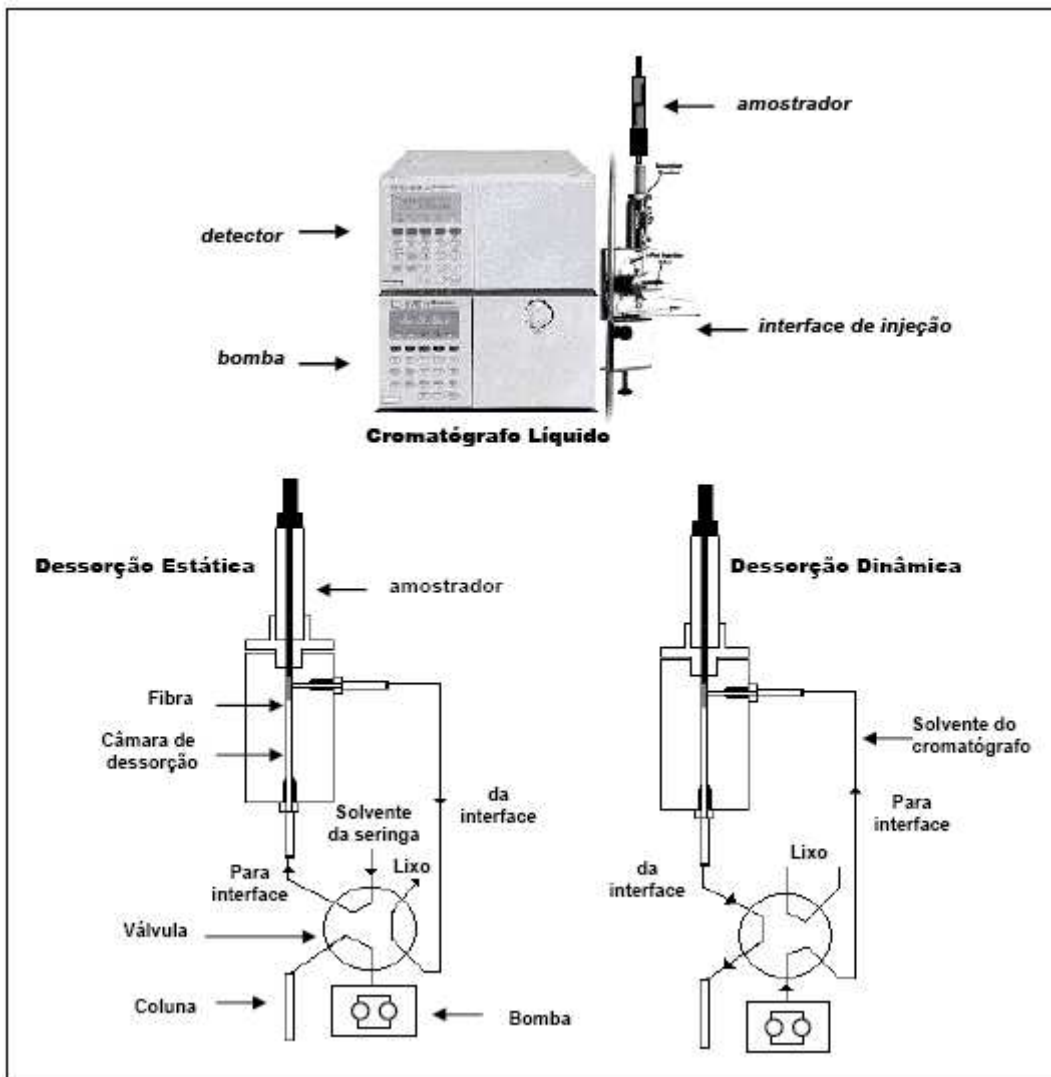 amostrador
detector
interface de injeção
bomba
Cromatógrafo Líquido
Dessorção Estática
amostrador
Fibra
Câmara de
dessorção
Solvente
da seringa
da
interface
Lixo
Para
interface
Válvula
Coluna
Bomba
Dessorção Dinâmica
Solvente do
cromatógrafo
Para
interface
Lixo
da
interface